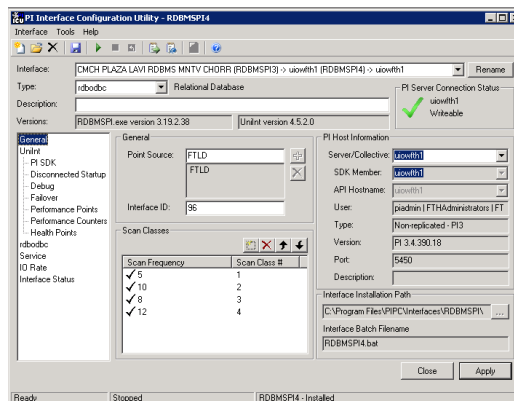 PI Interface Configuration Utility - RDBMSPI4
Interface Tools Help
Interface: CMCH PLAZA LAVI RDBMS MNTV CHORR (RDBMSPI3) -> uiowfth1 (RDBMSPI4) -> uiowfth1 Rename
Type: rdbodbc Relational Database
PI Server Connection Status
Description:
uiowfth1
Writeable
Versions: RDBMSPI.exe version 3.19.2.38 UniInt version 4.5.2.0
General
UniInt
PI SDK
Disconnected Startup
Debug
Failover
Performance Points
Performance Counters
Health Points
rdbodbc
Service
IO Rate
Interface Status
General
Point Source: FTLD
FTLD
Interface ID: 96
Scan Classes
Scan Frequency Scan Class #
5 1
10 2
8 3
12 4
PI Host Information
Server/Collective: uiowfth1
SDK Member: uiowfth1
API Hostname: uiowfth1
User: piadmin | FTHAdministrators | FT
Type: Non-replicated - PI3
Version: PI 3.4.390.18
Port: 5450
Description:
Interface Installation Path
C:\Program Files\PIPC\Interfaces\RDBMSPI\ ...
Interface Batch Filename
RDBMSPI4.bat
Close Apply
Ready Stopped RDBMSPI4 - Installed